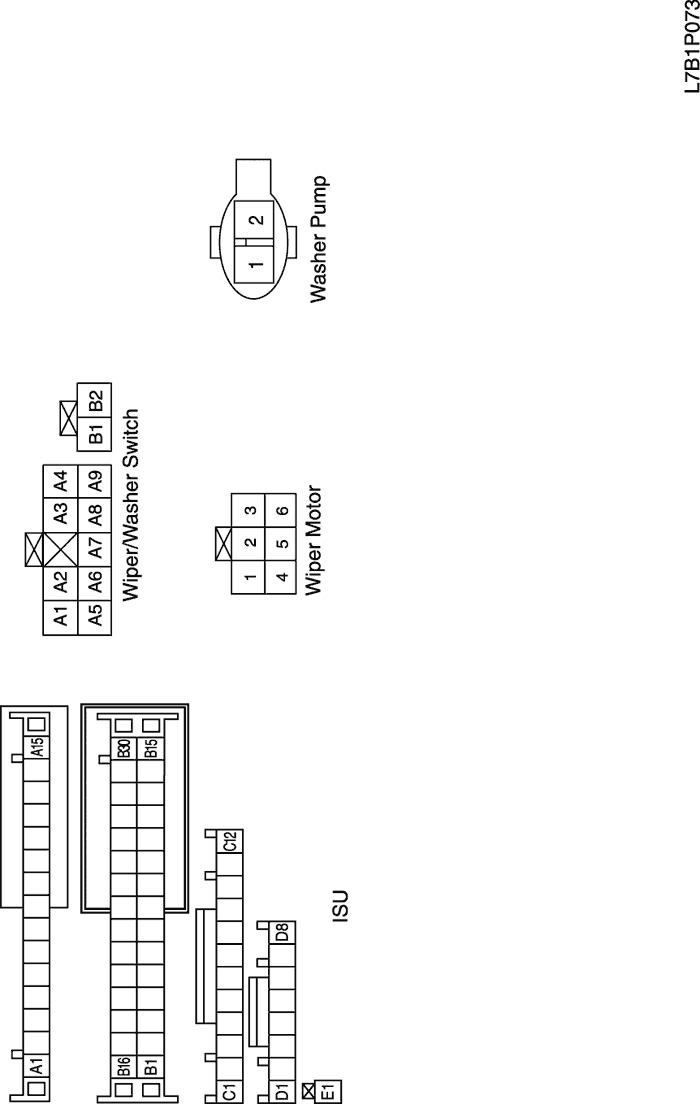 A1 A15
B16 B30
B1 B15
C1 C12
D1 D8
E1
ISU
A1 A2 A3 A4
A5 A6 A7 A8 A9
B1 B2
Wiper/Washer Switch
1 2 3
4 5 6
Wiper Motor
1 2
Washer Pump
L7B1P073